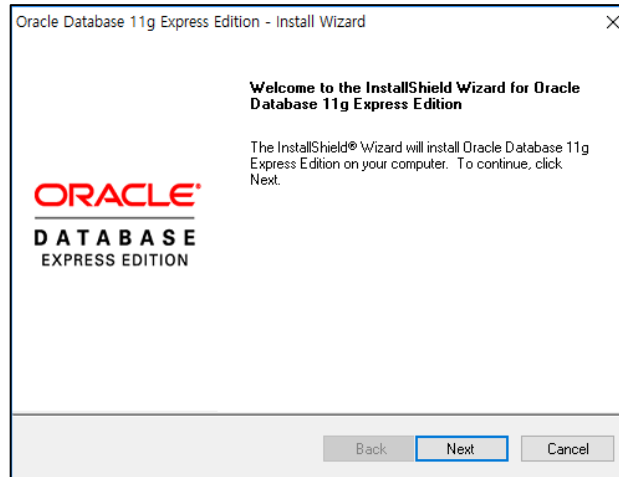 Oracle Database 11g Express Edition - Install Wizard
Welcome to the InstallShield Wizard for Oracle
Database 11g Express Edition
The InstallShield® Wizard will install Oracle Database 11g
Express Edition on your computer. To continue, click
Next.
ORACLE®
DATABASE
EXPRESS EDITION
Back
Next
Cancel